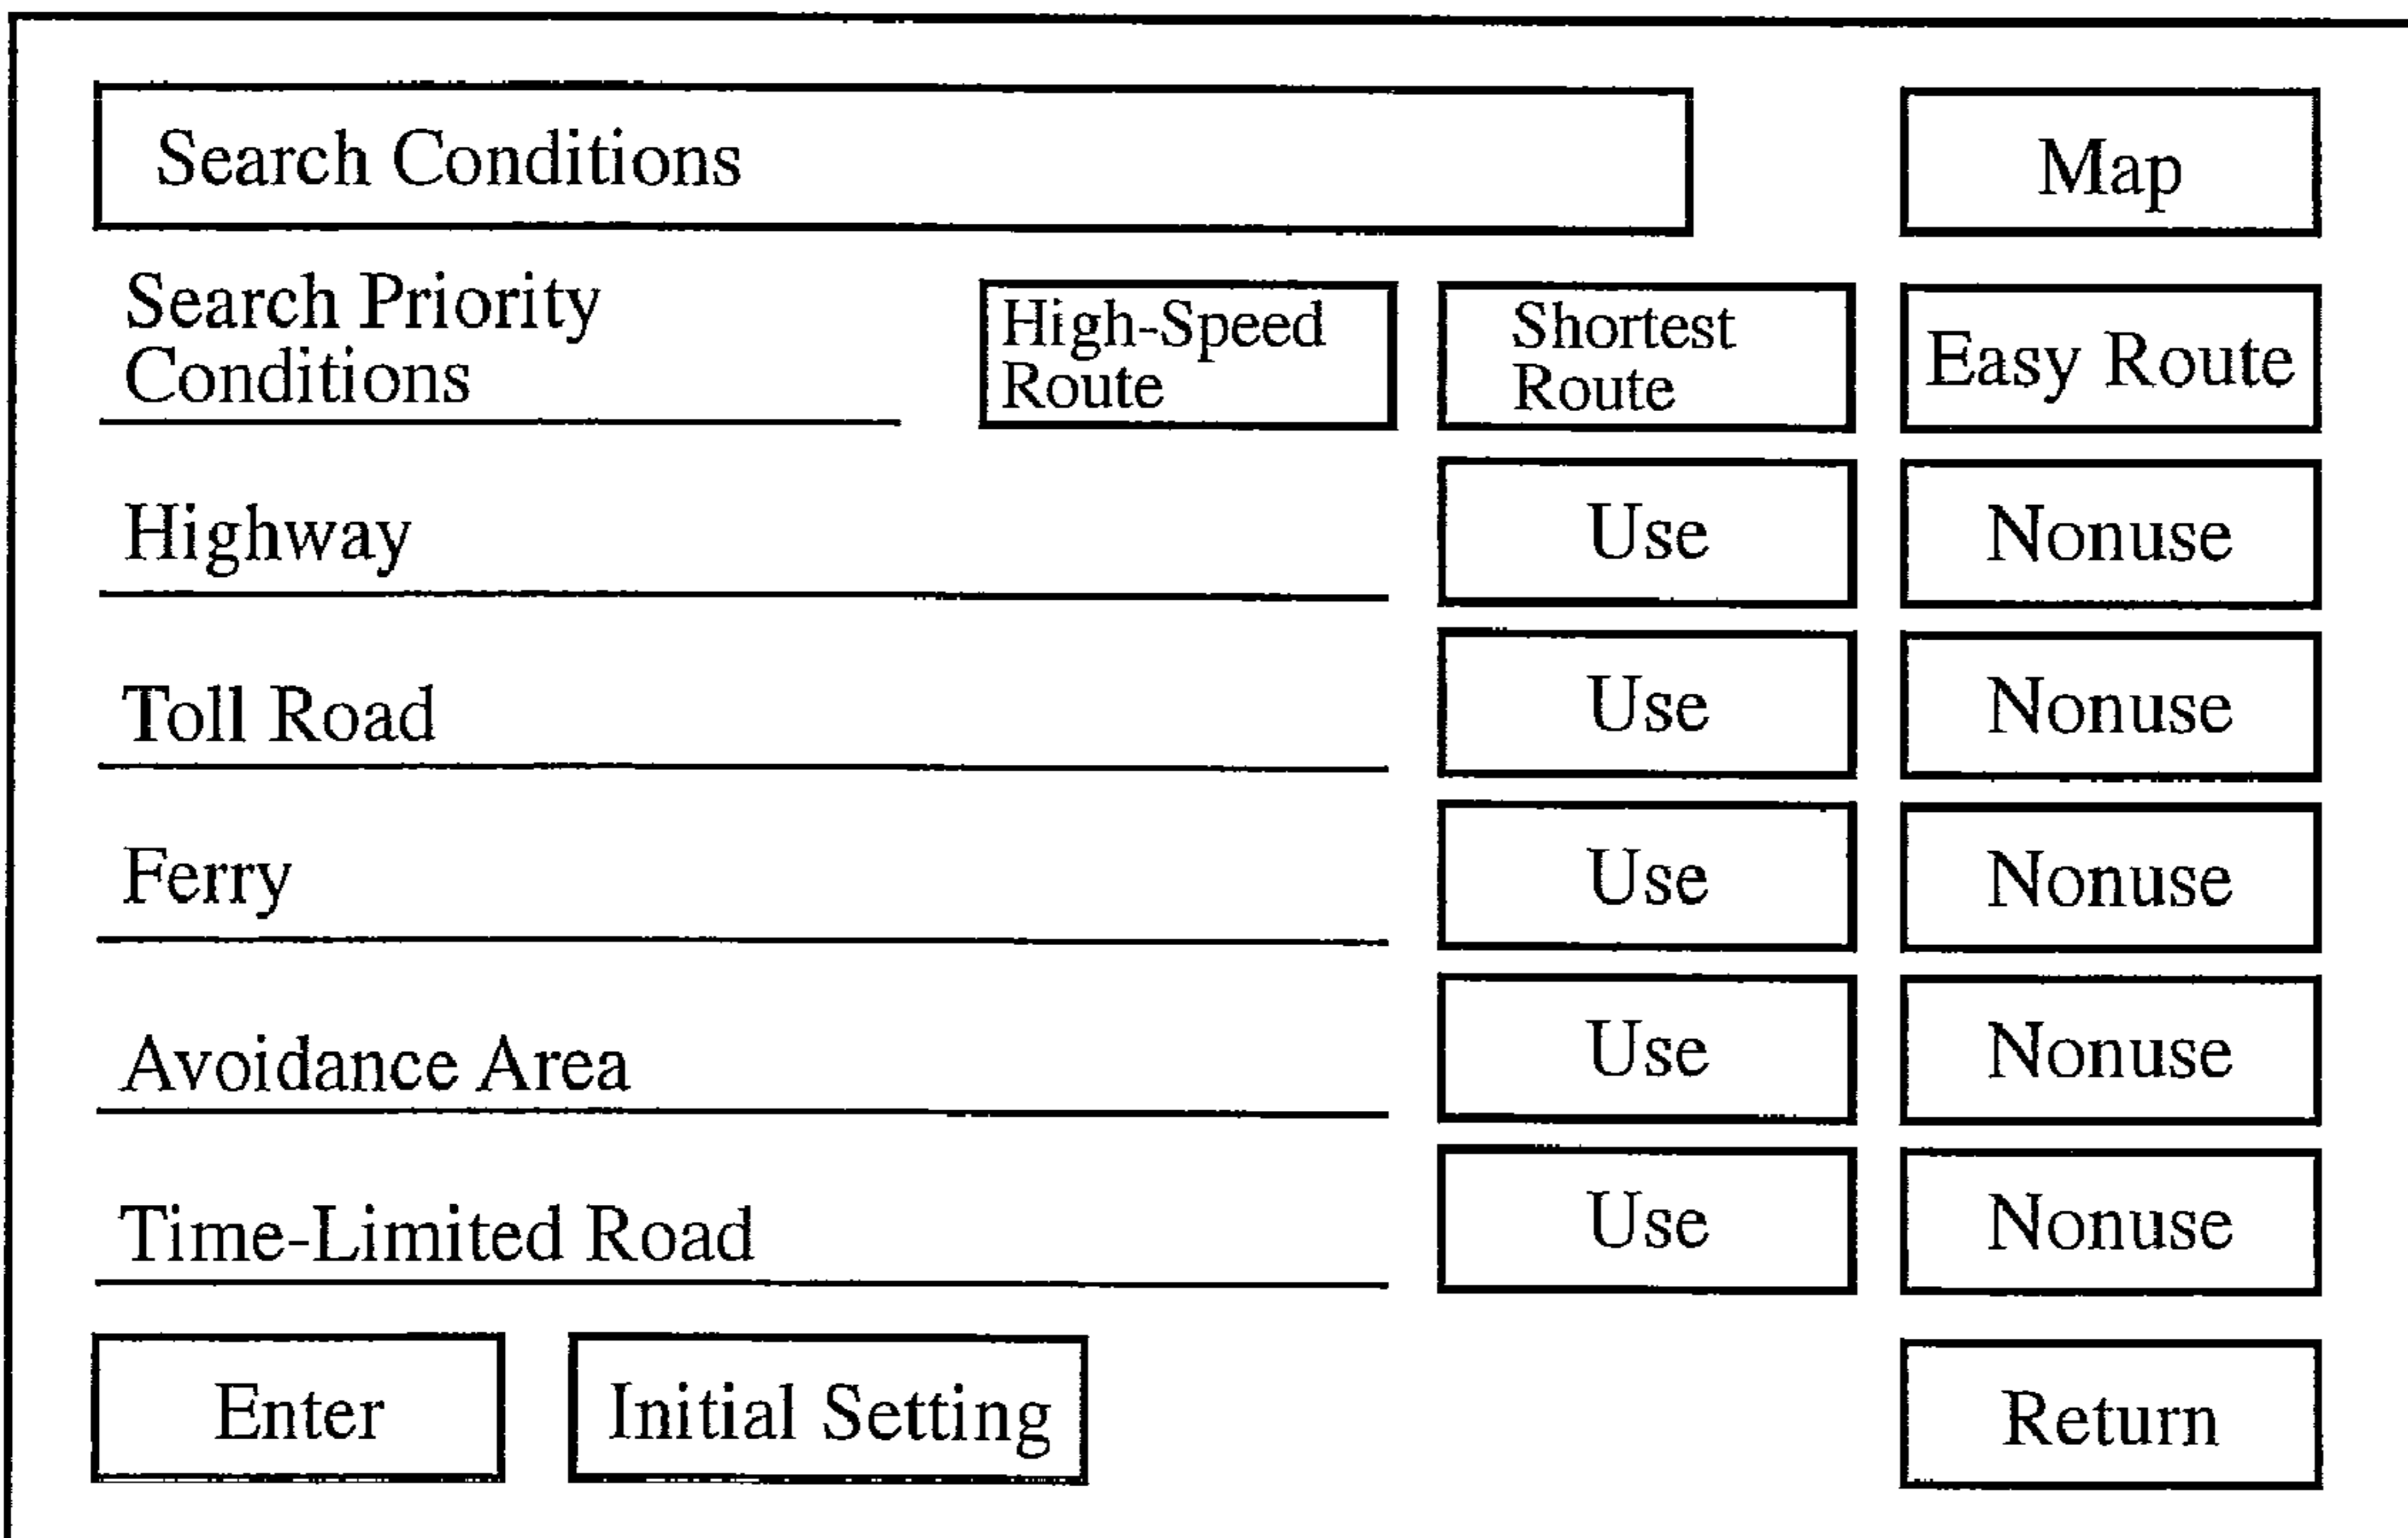 Search Conditions
Map
Search Priority
Conditions
High-Speed
Route
Shortest
Route
Easy Route
Highway
Use
Nonuse
Toll Road
Use
Nonuse
Ferry
Use
Nonuse
Avoidance Area
Use
Nonuse
Time-Limited Road
Use
Nonuse
Enter
Initial Setting
Return